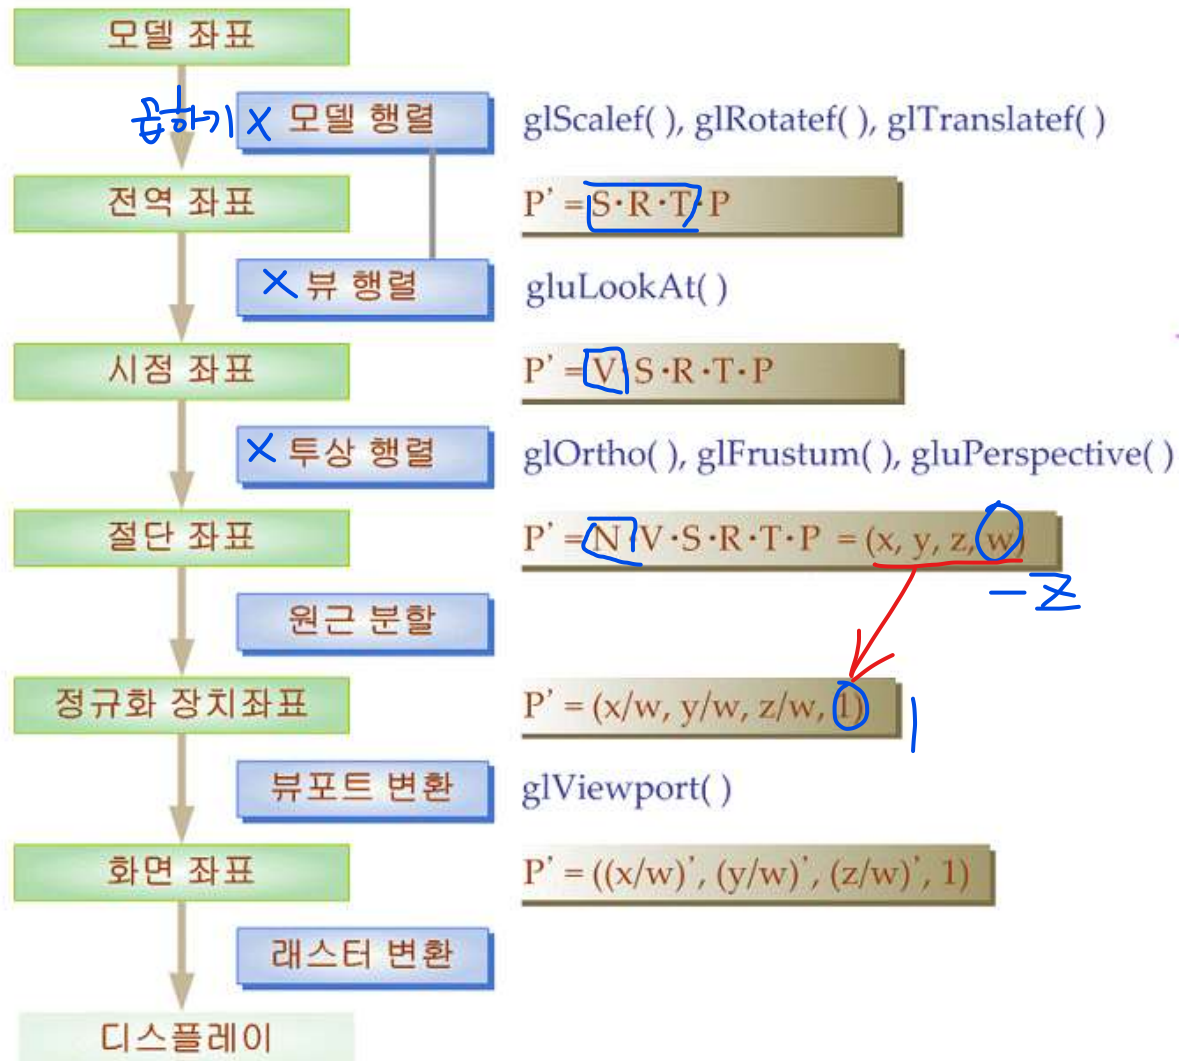 모델 좌표
곱하기 × 모델 행렬
glScalef( ), glRotatef( ), glTranslatef( )
전역 좌표
P' = S·R·T·P
× 뷰 행렬
gluLookAt( )
시점 좌표
P' = V·S·R·T·P
× 투상 행렬
glOrtho( ), glFrustum( ), gluPerspective( )
절단 좌표
P' = N·V·S·R·T·P = (x, y, z, w)
-z
원근 분할
정규화 장치좌표
P' = (x/w, y/w, z/w, 1)
1
뷰포트 변환
glViewport( )
화면 좌표
P' = ((x/w)', (y/w)', (z/w)', 1)
래스터 변환
디스플레이